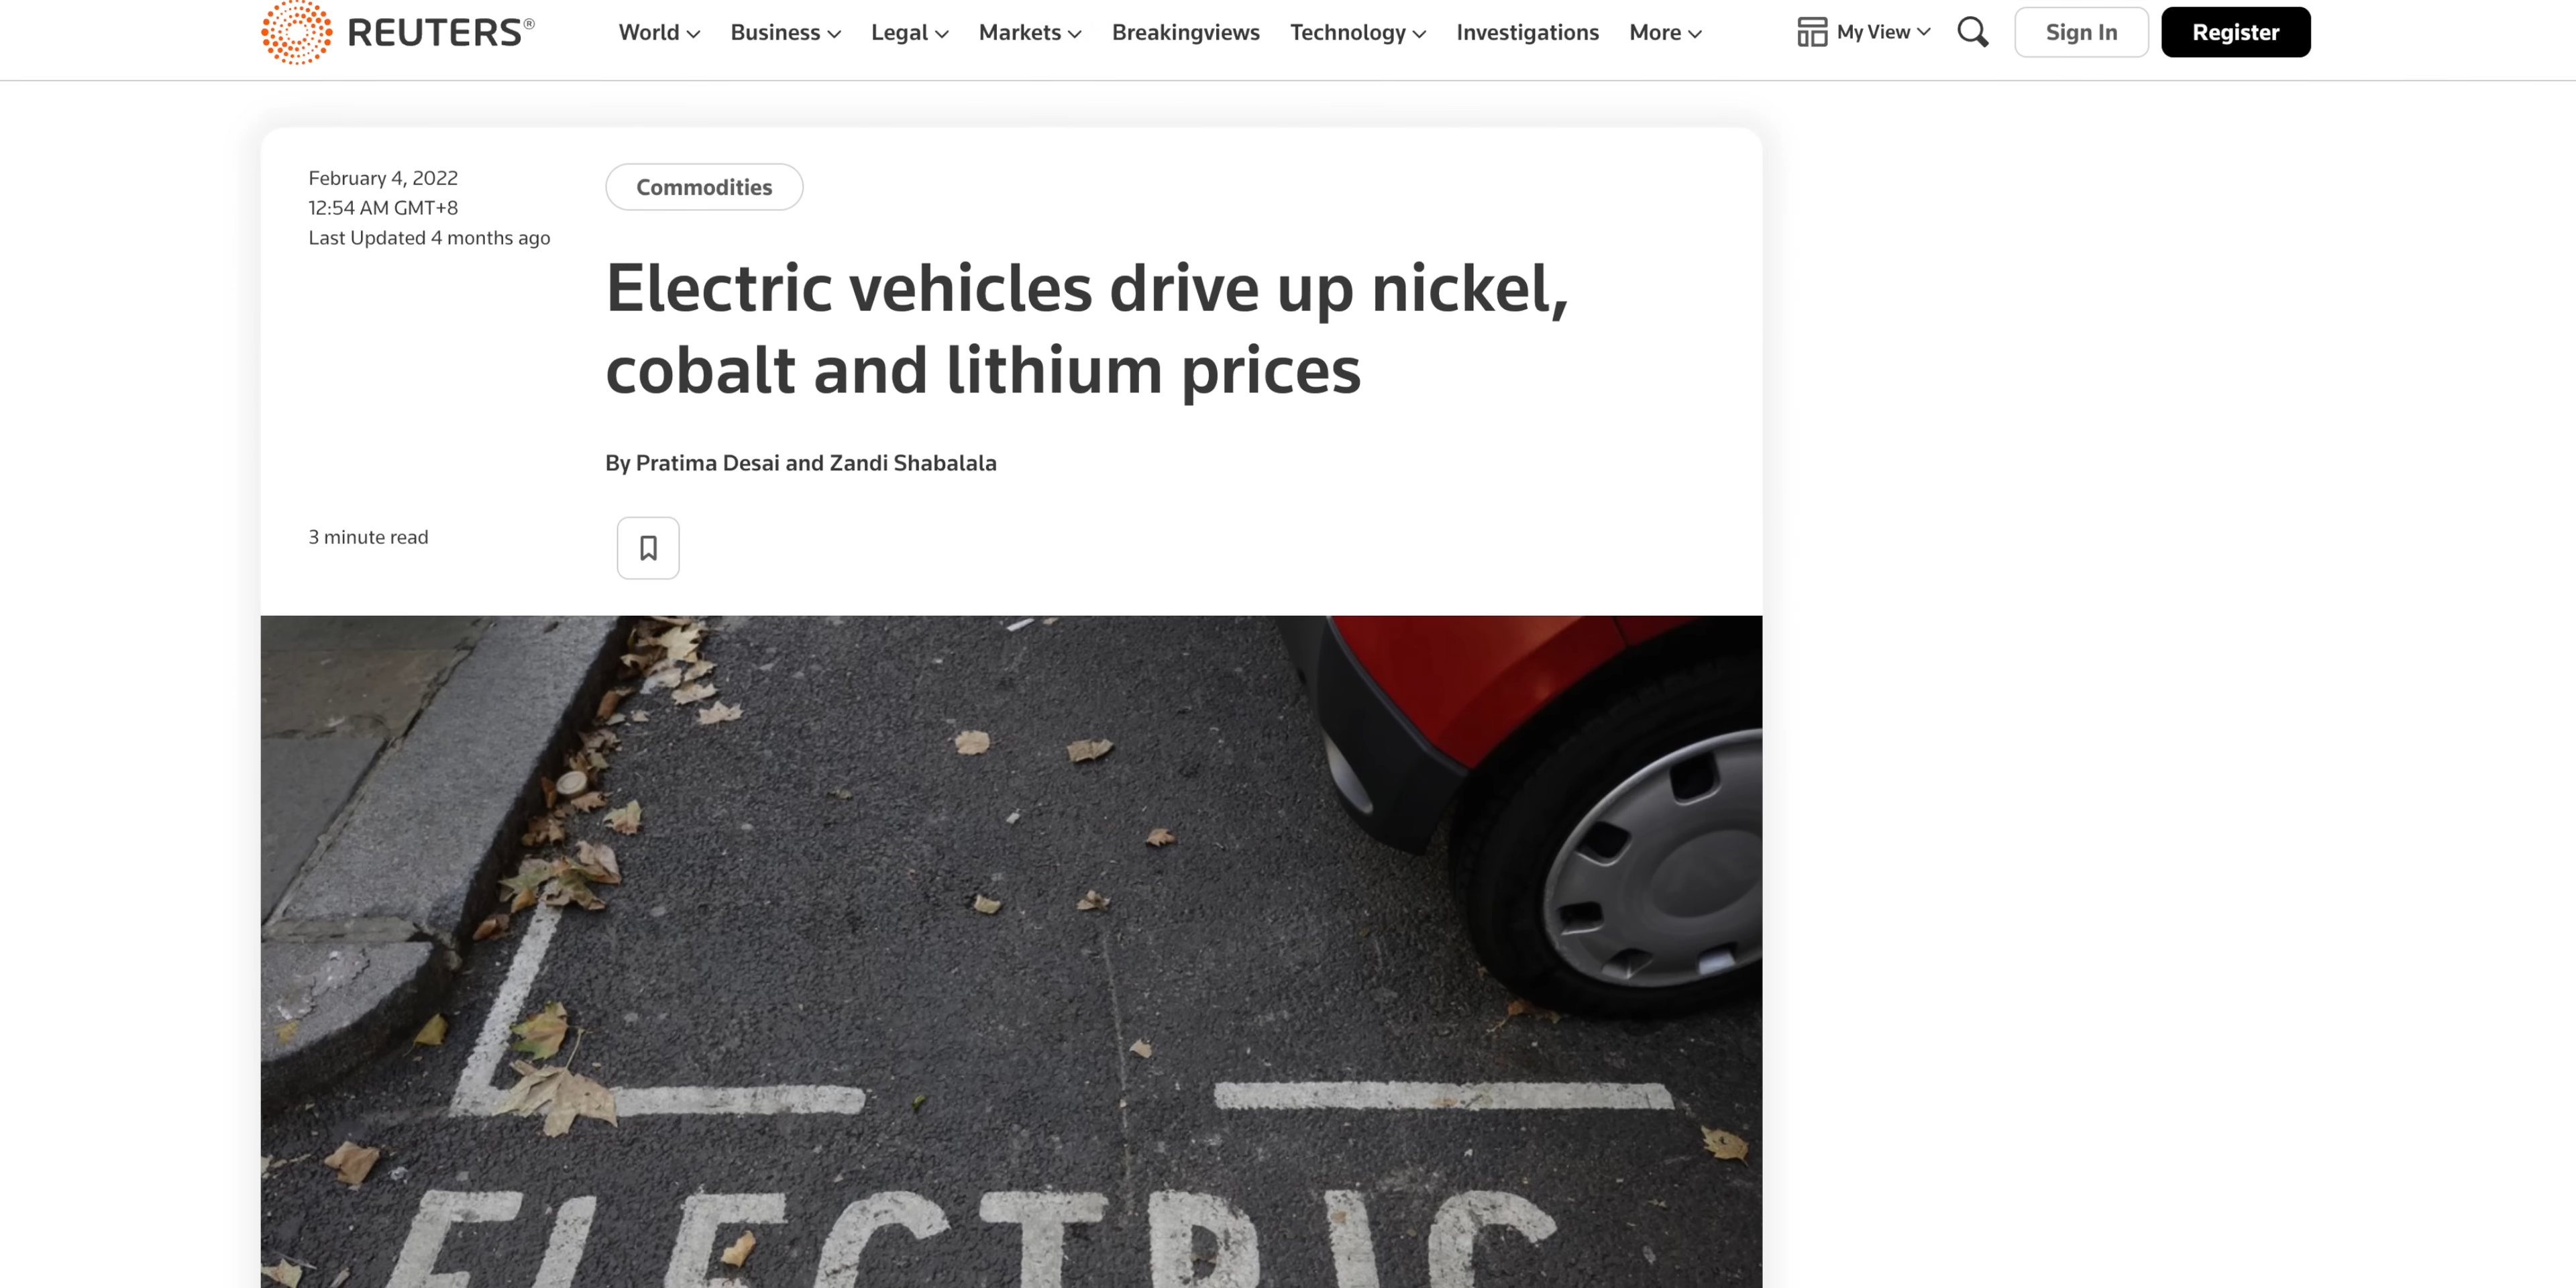 REUTERS®
World
Business
Legal
Markets
Breakingviews
Technology
Investigations
More
My View
Sign In
Register
February 4, 2022
12:54 AM GMT+8
Last Updated 4 months ago
Commodities
Electric vehicles drive up nickel,
cobalt and lithium prices
By Pratima Desai and Zandi Shabalala
3 minute read
ELECTRIC